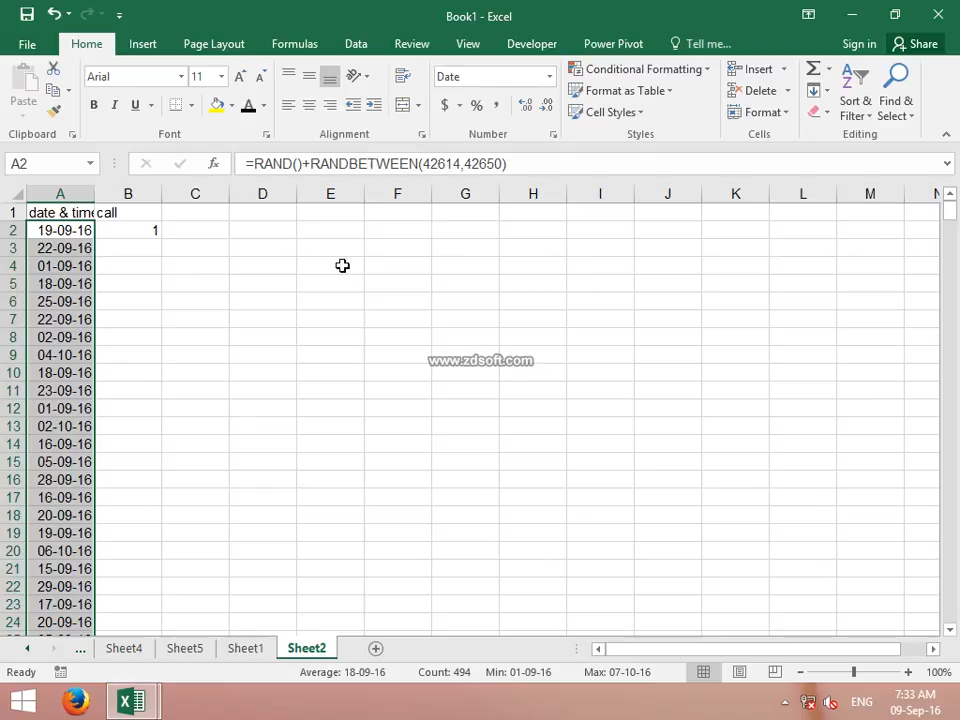 Book1 - Excel
File Home Insert Page Layout Formulas Data Review View Developer Power Pivot Tell me... Sign in Share
Paste
Arial 11
B I U
Date
$ % ,
Conditional Formatting
Format as Table
Cell Styles
Insert
Delete
Format
Sort & Filter
Find & Select
Clipboard Font Alignment Number Styles Cells Editing
A2 fx =RAND()+RANDBETWEEN(42614,42650)
A B C D E F G H I J K L M N
1 date & time call
2 19-09-16 1
3 22-09-16
4 01-09-16
5 18-09-16
6 25-09-16
7 22-09-16
8 02-09-16
9 04-10-16
10 18-09-16
11 23-09-16
12 01-09-16
13 02-10-16
14 16-09-16
15 05-09-16
16 28-09-16
17 16-09-16
18 20-09-16
19 19-09-16
20 06-10-16
21 15-09-16
22 29-09-16
23 17-09-16
24 20-09-16
www.zdsoft.com
... Sheet4 Sheet5 Sheet1 Sheet2
Ready Average: 18-09-16 Count: 494 Min: 01-09-16 Max: 07-10-16 100%
ENG 7:33 AM
09-Sep-16